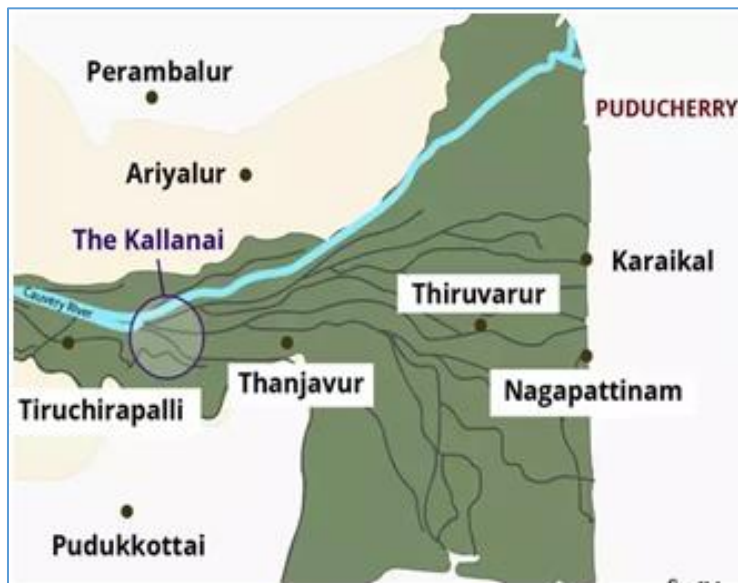 Perambalur
PUDUCHERRY
Ariyalur
The Kallanai
Karaikal
Thiruvarur
Cauvery River
Thanjavur
Nagapattinam
Tiruchirapalli
Pudukkottai